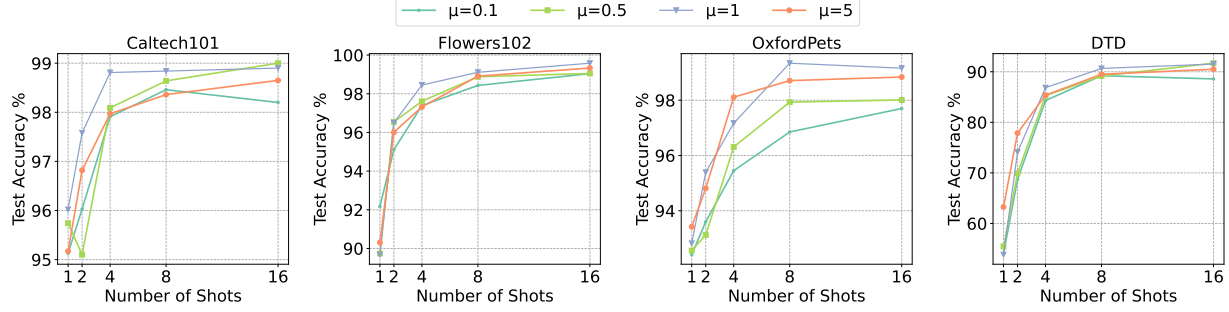 μ=0.1 μ=0.5 μ=1 μ=5
Caltech101
Test Accuracy %
99
98
97
96
95
1 2 4 8 16
Number of Shots
Flowers102
Test Accuracy %
100
98
96
94
92
90
1 2 4 8 16
Number of Shots
OxfordPets
Test Accuracy %
98
96
94
1 2 4 8 16
Number of Shots
DTD
Test Accuracy %
90
80
70
60
1 2 4 8 16
Number of Shots